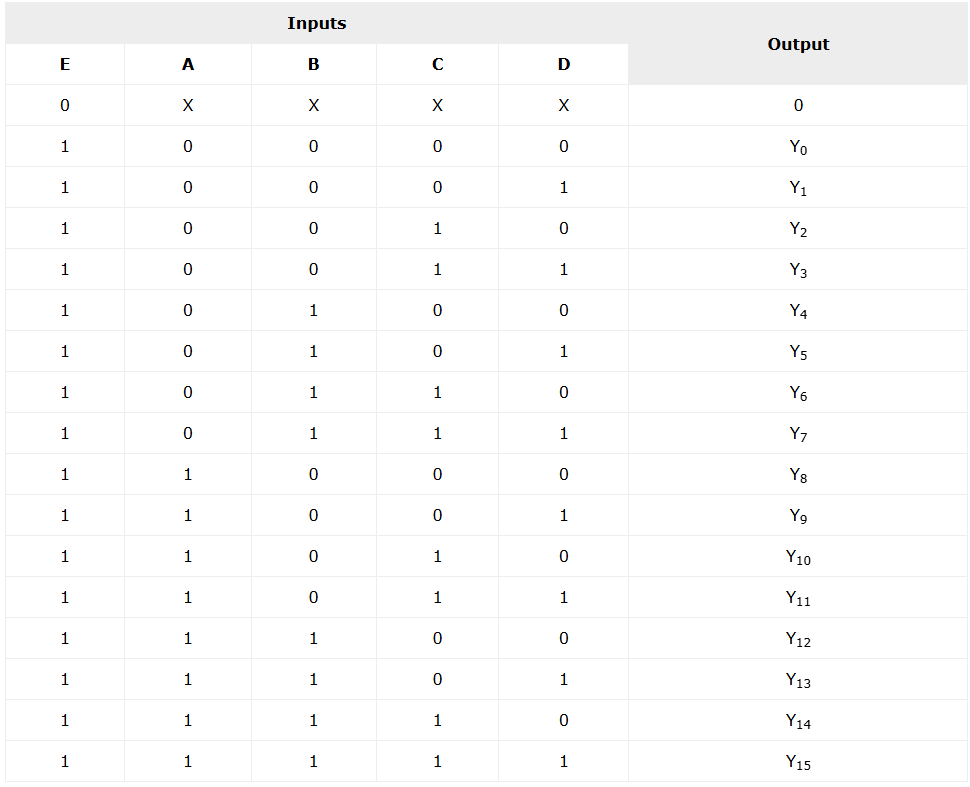 Inputs Output
E A B C D
0 X X X X 0
1 0 0 0 0 Y0
1 0 0 0 1 Y1
1 0 0 1 0 Y2
1 0 0 1 1 Y3
1 0 1 0 0 Y4
1 0 1 0 1 Y5
1 0 1 1 0 Y6
1 0 1 1 1 Y7
1 1 0 0 0 Y8
1 1 0 0 1 Y9
1 1 0 1 0 Y10
1 1 0 1 1 Y11
1 1 1 0 0 Y12
1 1 1 0 1 Y13
1 1 1 1 0 Y14
1 1 1 1 1 Y15